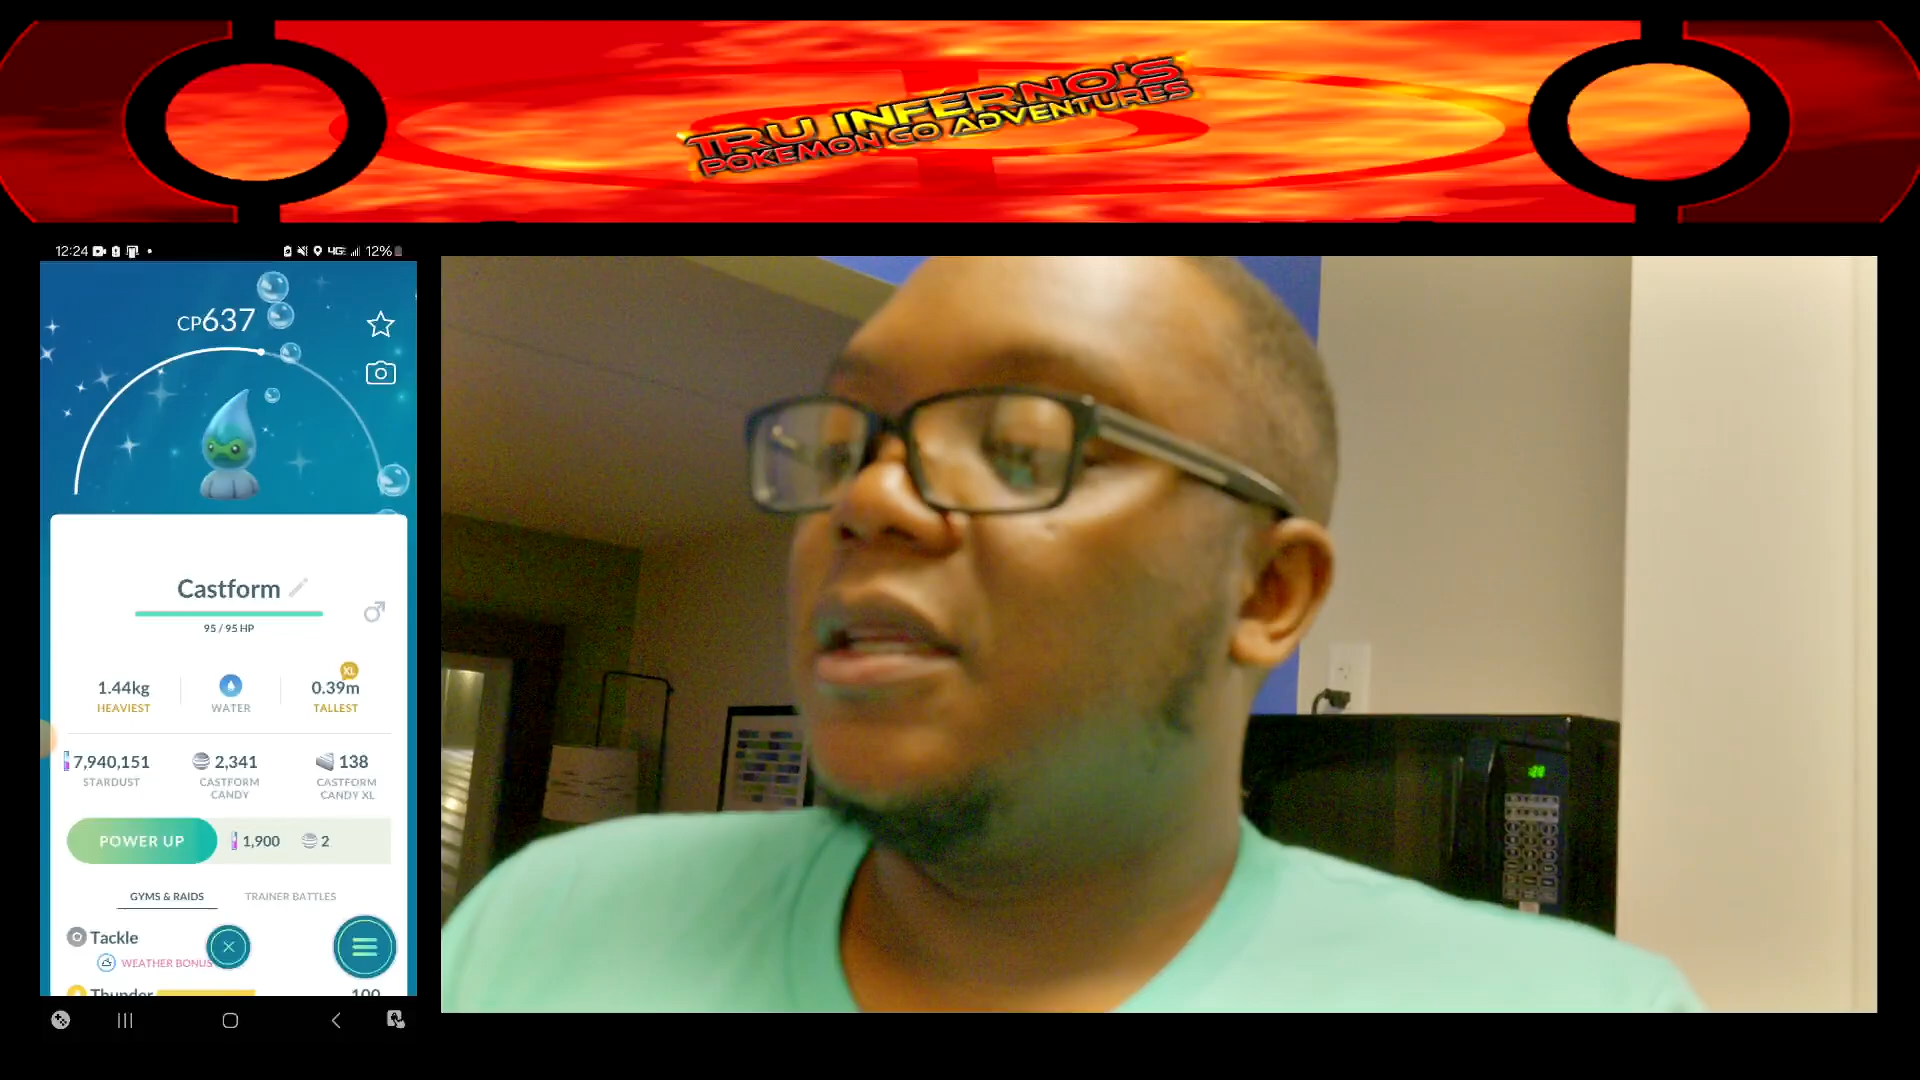 TRU INFERNO'S
POKEMON GO ADVENTURES
12:24 4GE 12%
CP637
Castform
95 / 95 HP
XL
1.44kg 0.39m
HEAVIEST WATER TALLEST
7,940,151 2,341 138
STARDUST CASTFORM CANDY CASTFORM CANDY XL
POWER UP 1,900 2
GYMS & RAIDS TRAINER BATTLES
Tackle
WEATHER BONUS
Thunder 100